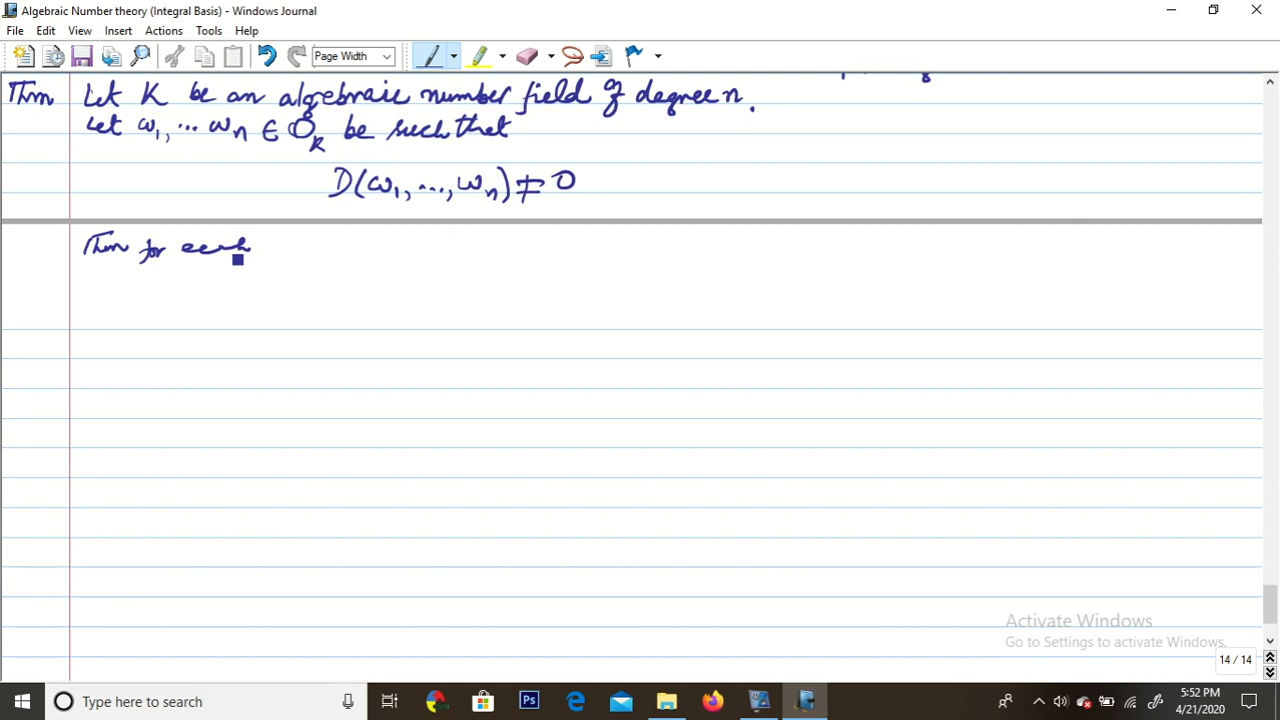 Algebraic Number theory (Integral Basis) - Windows Journal
File Edit View Insert Actions Tools Help
Page Width
Thm Let K be an algebraic number field of degree n.
Let ω₁, ... ωₙ ∈ O_K be such that
D(ω₁, ..., ωₙ) ≠ 0
Then for each
Activate Windows
Go to Settings to activate Windows.
14 / 14
Type here to search
Ps
5:52 PM
4/21/2020